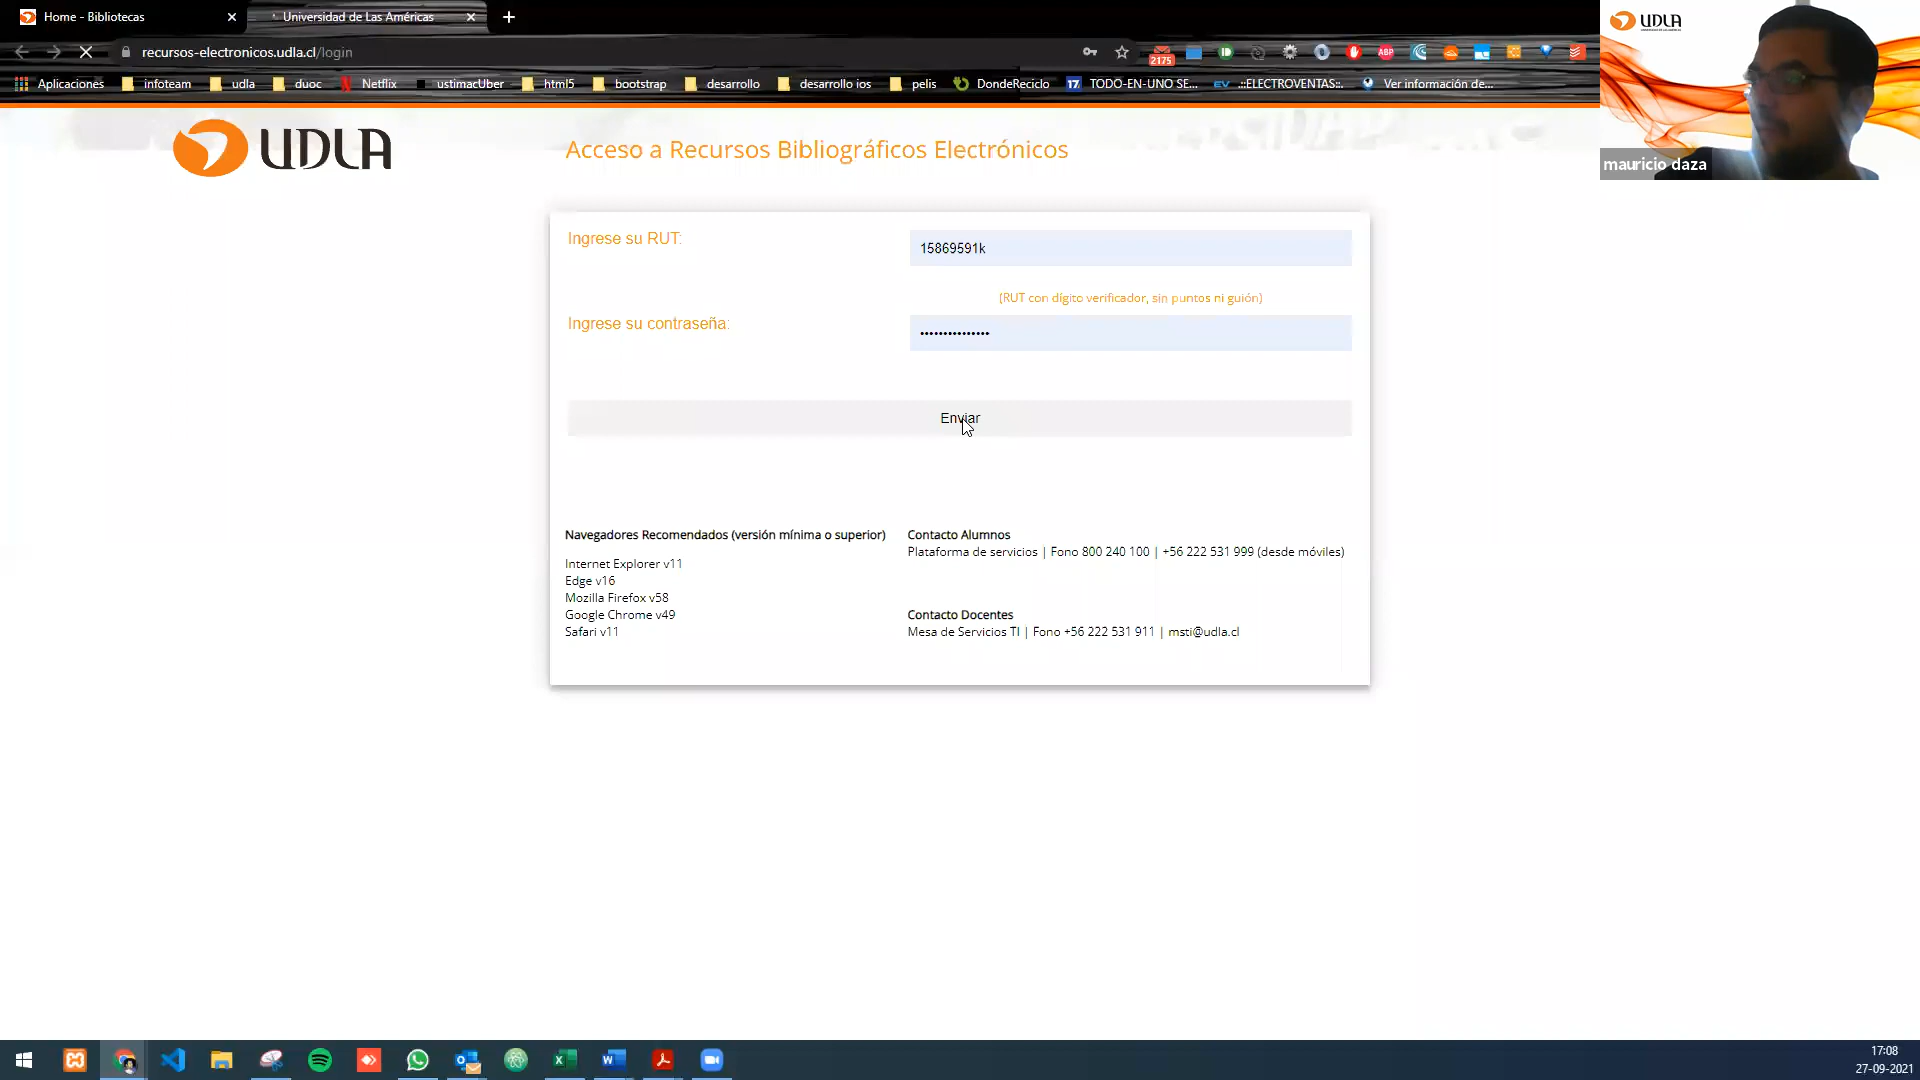 Home - Bibliotecas
Universidad de Las Américas
recursos-electronicos.udla.cl/login
2175
ABP
Aplicaciones
infoteam
udla
duoc
Netflix
ustimacUber
html5
bootstrap
desarrollo
desarrollo ios
pelis
DondeReciclo
17 TODO-EN-UNO SE...
EV .::ELECTROVENTAS::.
Ver información de...
UDLA
mauricio daza
UDLA
Acceso a Recursos Bibliográficos Electrónicos
Ingrese su RUT:
15869591k
(RUT con dígito verificador, sin puntos ni guión)
Ingrese su contraseña:
•••••••••••••••
Enviar
Navegadores Recomendados (versión mínima o superior)
Internet Explorer v11
Edge v16
Mozilla Firefox v58
Google Chrome v49
Safari v11
Contacto Alumnos
Plataforma de servicios | Fono 800 240 100 | +56 222 531 999 (desde móviles)
Contacto Docentes
Mesa de Servicios TI | Fono +56 222 531 911 | msti@udla.cl
17:08
27-09-2021